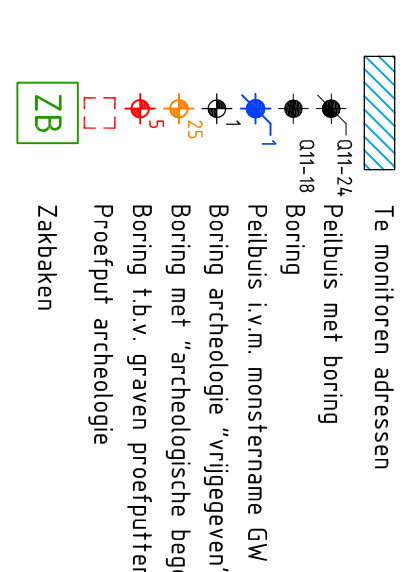 Te monitoren adressen
Q11-24 Peilbuis met boring
Q11-18 Boring
1 Peilbuis i.v.m. monstername GW
1 Boring archeologie "vrijgegeven"
25 Boring met "archeologische bege
5 Boring t.b.v. graven proefputten
Proefput archeologie
ZB Zakbaken